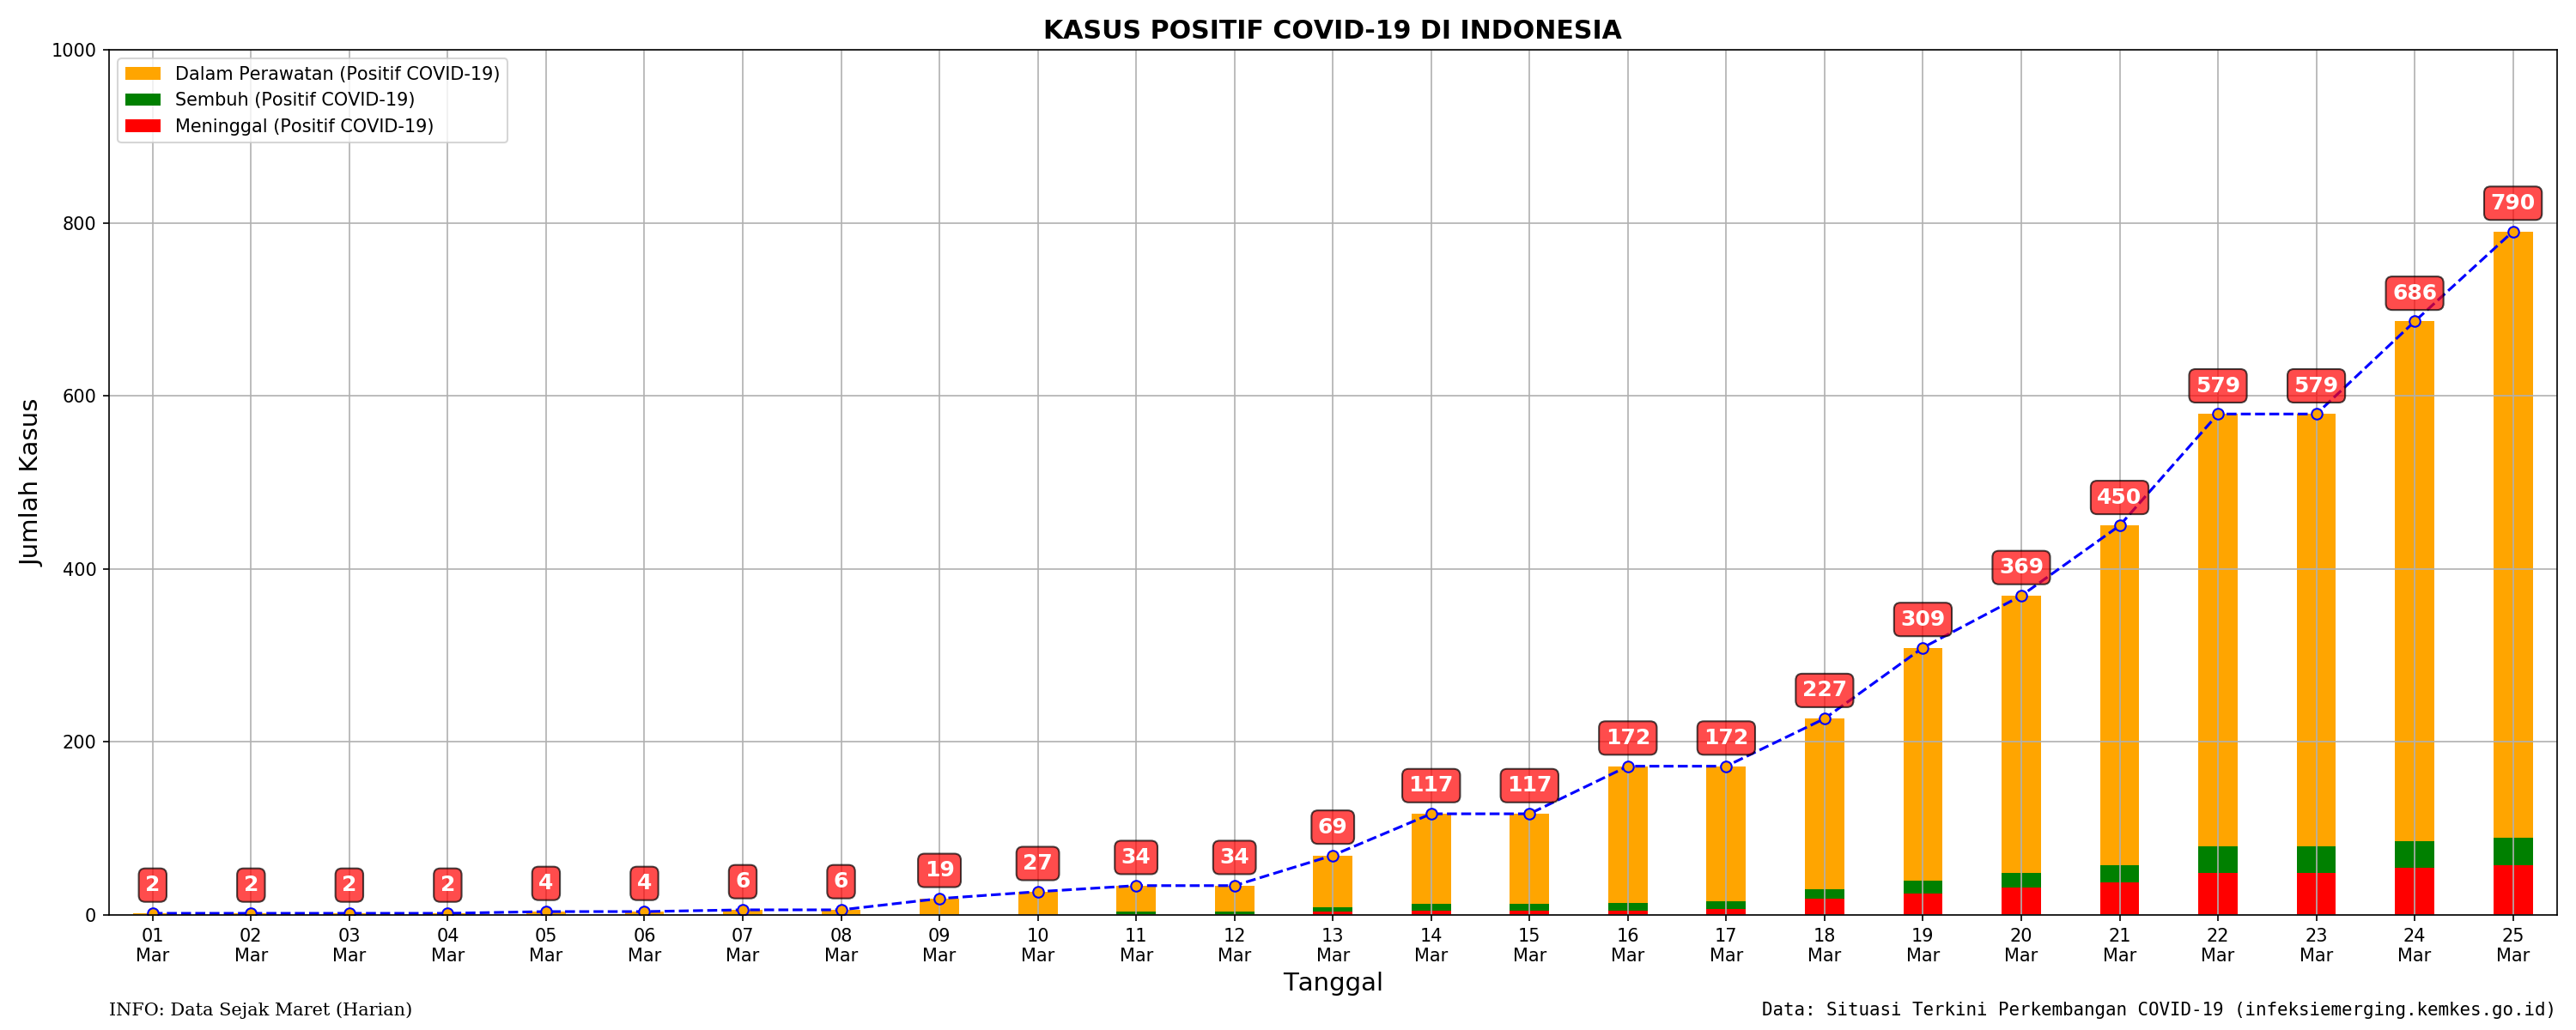 KASUS POSITIF COVID-19 DI INDONESIA
1000
800
600
400
200
0
Jumlah Kasus
Dalam Perawatan (Positif COVID-19)
Sembuh (Positif COVID-19)
Meninggal (Positif COVID-19)
2 2 2 2 4 4 6 6 19 27 34 34 69 117 117 172 172 227 309 369 450 579 579 686 790
01 02 03 04 05 06 07 08 09 10 11 12 13 14 15 16 17 18 19 20 21 22 23 24 25
Mar Mar Mar Mar Mar Mar Mar Mar Mar Mar Mar Mar Mar Mar Mar Mar Mar Mar Mar Mar Mar Mar Mar Mar Mar
Tanggal
INFO: Data Sejak Maret (Harian)
Data: Situasi Terkini Perkembangan COVID-19 (infeksiemerging.kemkes.go.id)